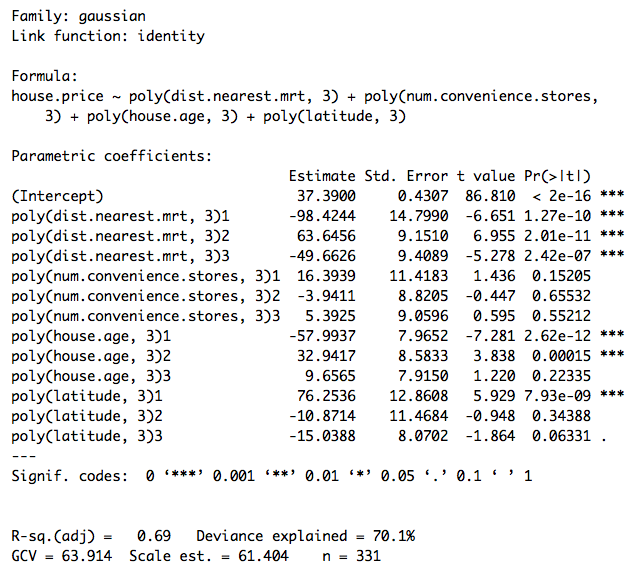 Family: gaussian
Link function: identity
Formula:
house.price ~ poly(dist.nearest.mrt, 3) + poly(num.convenience.stores,
    3) + poly(house.age, 3) + poly(latitude, 3)
Parametric coefficients:
                               Estimate Std. Error t value Pr(>|t|)
(Intercept)                     37.3900     0.4307  86.810  < 2e-16 ***
poly(dist.nearest.mrt, 3)1     -98.4244    14.7990  -6.651 1.27e-10 ***
poly(dist.nearest.mrt, 3)2      63.6456     9.1510   6.955 2.01e-11 ***
poly(dist.nearest.mrt, 3)3     -49.6626     9.4089  -5.278 2.42e-07 ***
poly(num.convenience.stores, 3)1 16.3939    11.4183   1.436  0.15205
poly(num.convenience.stores, 3)2 -3.9411     8.8205  -0.447  0.65532
poly(num.convenience.stores, 3)3  5.3925     9.0596   0.595  0.55212
poly(house.age, 3)1            -57.9937     7.9652  -7.281 2.62e-12 ***
poly(house.age, 3)2             32.9417     8.5833   3.838  0.00015 ***
poly(house.age, 3)3              9.6565     7.9150   1.220  0.22335
poly(latitude, 3)1              76.2536    12.8608   5.929 7.93e-09 ***
poly(latitude, 3)2             -10.8714    11.4684  -0.948  0.34388
poly(latitude, 3)3             -15.0388     8.0702  -1.864  0.06331 .
---
Signif. codes:  0 ‘***’ 0.001 ‘**’ 0.01 ‘*’ 0.05 ‘.’ 0.1 ‘ ’ 1
R-sq.(adj) =   0.69   Deviance explained = 70.1%
GCV = 63.914  Scale est. = 61.404    n = 331